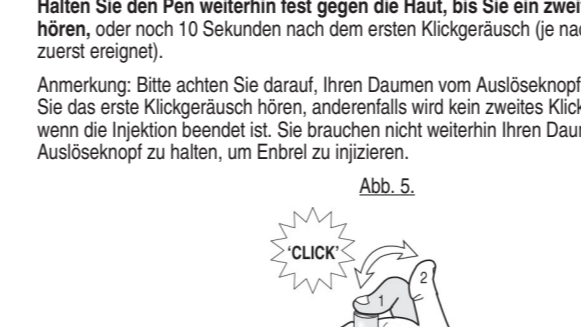 Halten Sie den Pen weiterhin fest gegen die Haut, bis Sie ein
hören, oder noch 10 Sekunden nach dem ersten Klickgeräusch (je
zuerst ereignet).
Anmerkung: Bitte achten Sie darauf, Ihren Daumen vom Auslöseknopf
Sie das erste Klickgeräusch hören, anderenfalls wird kein zweites
wenn die Injektion beendet ist. Sie brauchen nicht weiterhin Ihren
Auslöseknopf zu halten, um Enbrel zu injizieren.
Abb. 5.
‘CLICK’
2
1